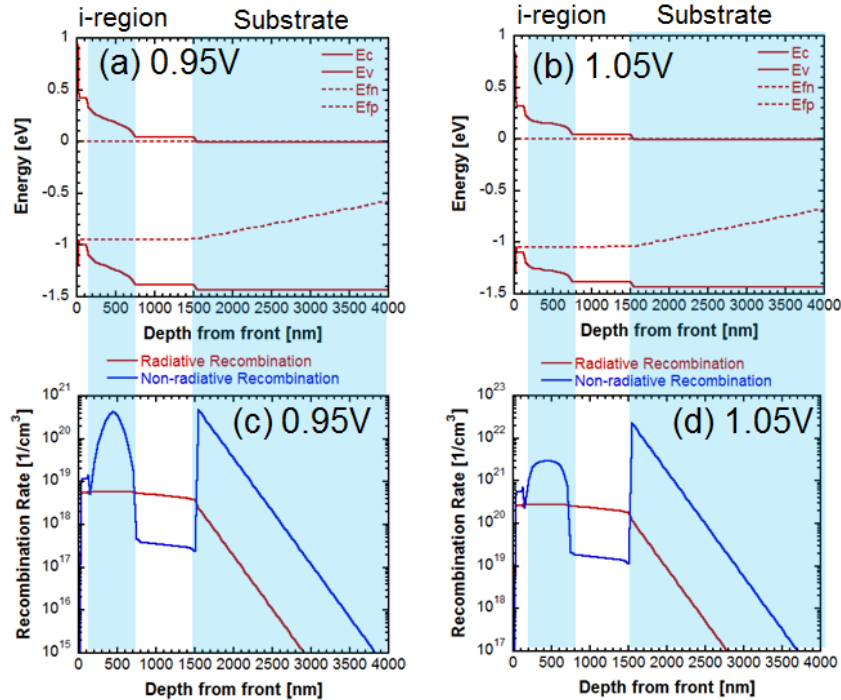 i-region Substrate i-region Substrate
(a) 0.95V
Ec
Ev
Efn
Efp
Energy [eV]
1
0.5
0
-0.5
-1
-1.5
0 500 1000 1500 2000 2500 3000 3500 4000
Depth from front [nm]
(b) 1.05V
Ec
Ev
Efn
Efp
Energy [eV]
1
0.5
0
-0.5
-1
-1.5
0 500 1000 1500 2000 2500 3000 3500 4000
Depth from front [nm]
Radiative Recombination
Non-radiative Recombination
(c) 0.95V
Recombination Rate [1/cm³]
10²¹
10²⁰
10¹⁹
10¹⁸
10¹⁷
10¹⁶
10¹⁵
0 500 1000 1500 2000 2500 3000 3500 4000
Depth from front [nm]
Radiative Recombination
Non-radiative Recombination
(d) 1.05V
Recombination Rate [1/cm³]
10²³
10²²
10²¹
10²⁰
10¹⁹
10¹⁸
10¹⁷
0 500 1000 1500 2000 2500 3000 3500 4000
Depth from front [nm]